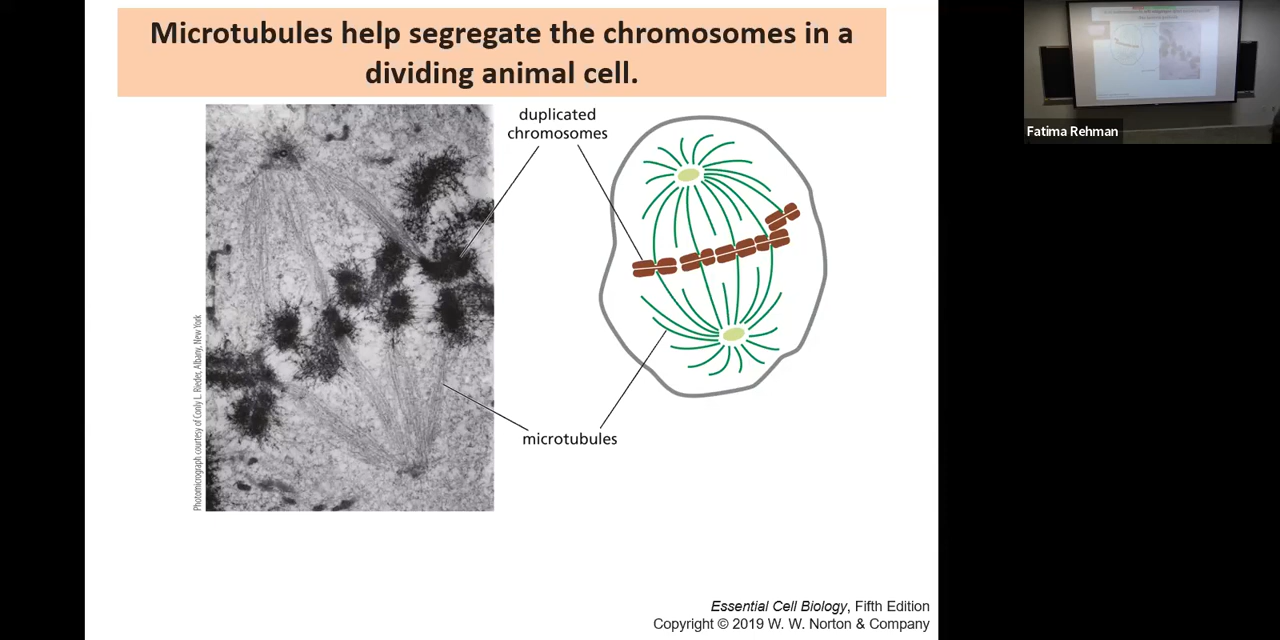 Microtubules help segregate the chromosomes in a
dividing animal cell.
duplicated
chromosomes
microtubules
Photomicrograph courtesy of Conly L. Rieder, Albany, New York
Essential Cell Biology, Fifth Edition
Copyright © 2019 W. W. Norton & Company
Fatima Rehman